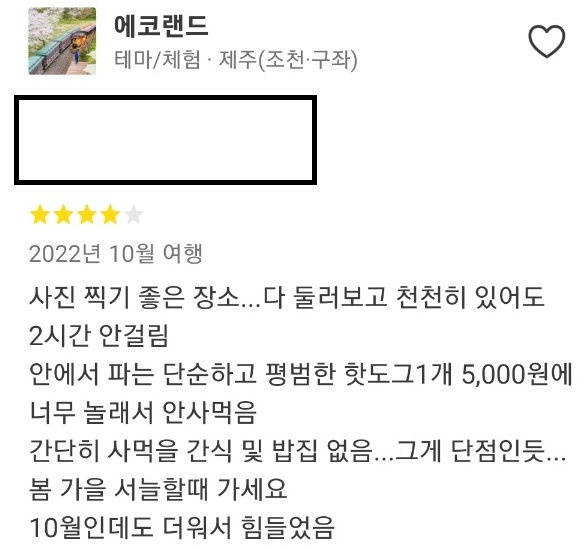 에코랜드
테마/체험 · 제주(조천·구좌)
2022년 10월 여행
사진 찍기 좋은 장소...다 둘러보고 천천히 있어도
2시간 안걸림
안에서 파는 단순하고 평범한 핫도그1개 5,000원에
너무 놀래서 안사먹음
간단히 사먹을 간식 및 밥집 없음...그게 단점인듯...
봄 가을 서늘할때 가세요
10월인데도 더워서 힘들었음